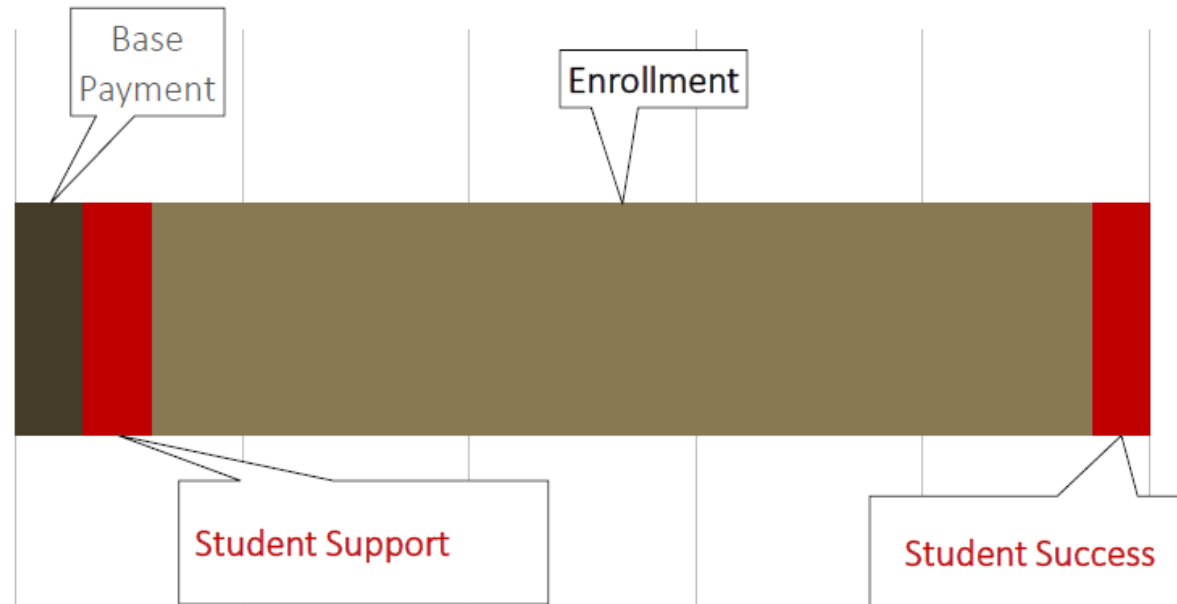 Base
Payment
Enrollment
Student Support
Student Success